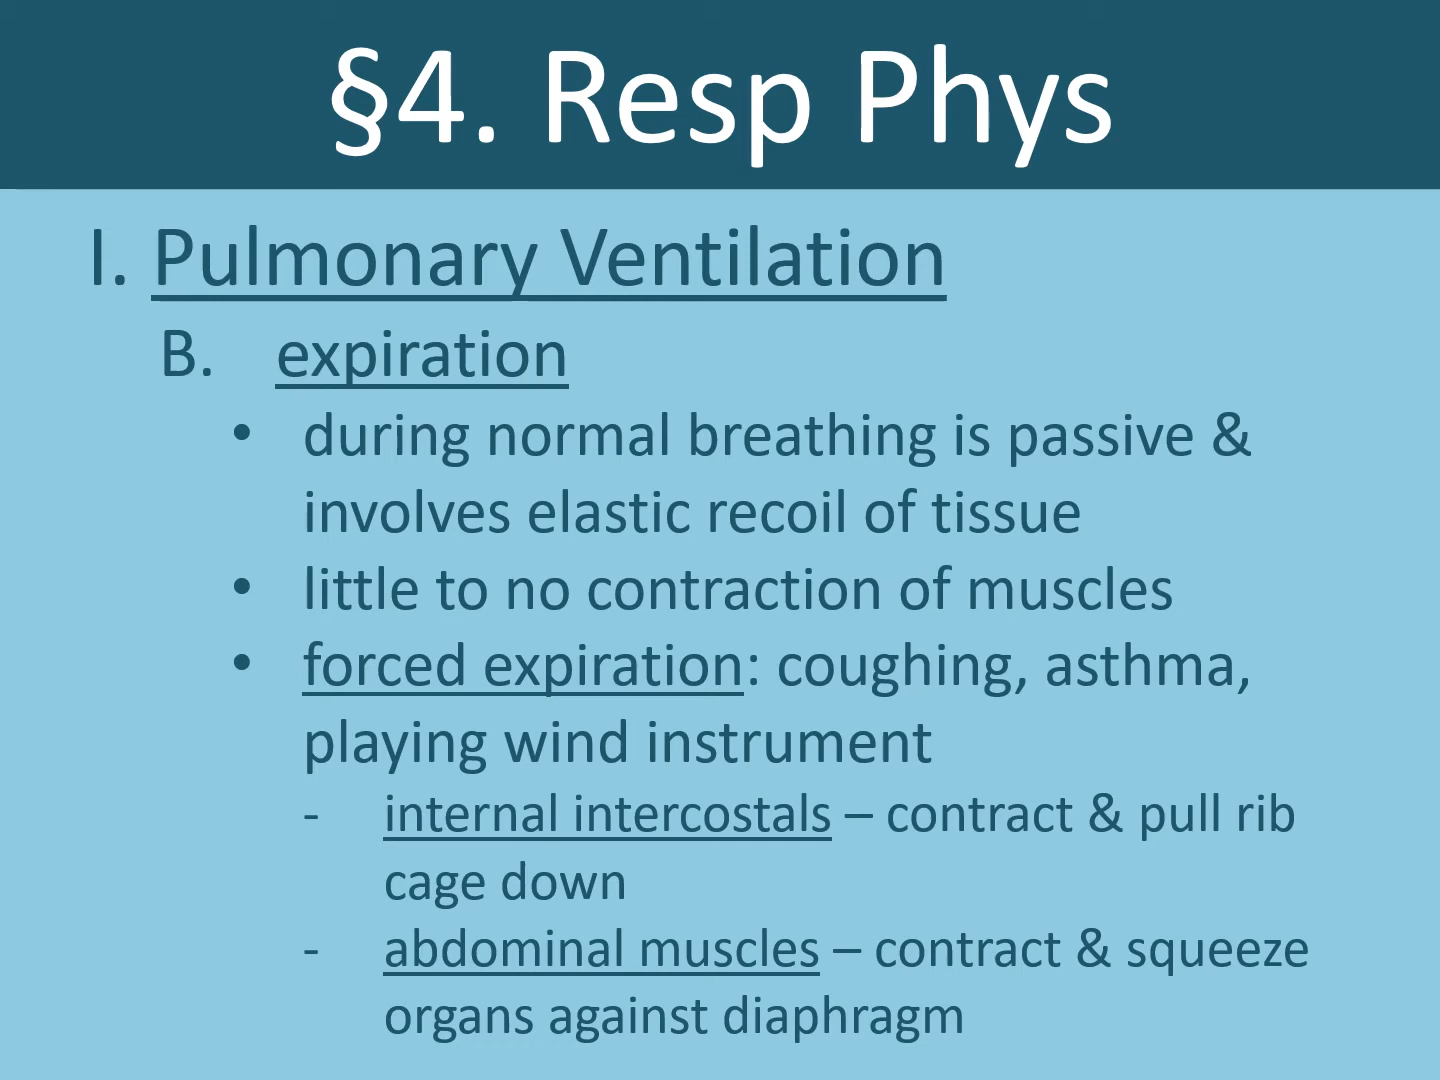 §4. Resp Phys
I. Pulmonary Ventilation
B. expiration
• during normal breathing is passive &
involves elastic recoil of tissue
• little to no contraction of muscles
• forced expiration: coughing, asthma,
playing wind instrument
- internal intercostals – contract & pull rib
cage down
- abdominal muscles – contract & squeeze
organs against diaphragm